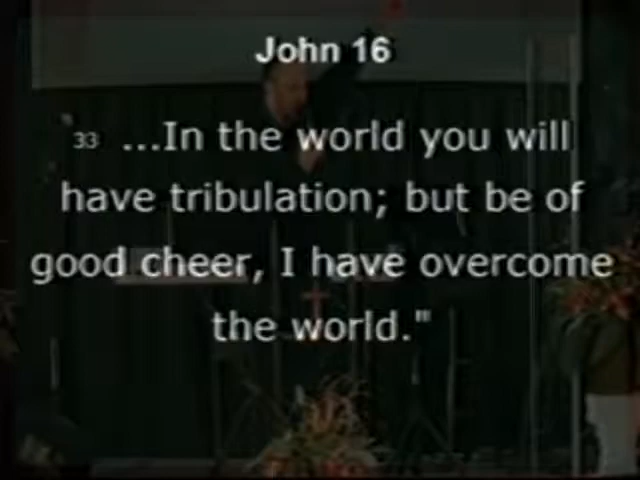 John 16
33 ...In the world you will
have tribulation; but be of
good cheer, I have overcome
the world."